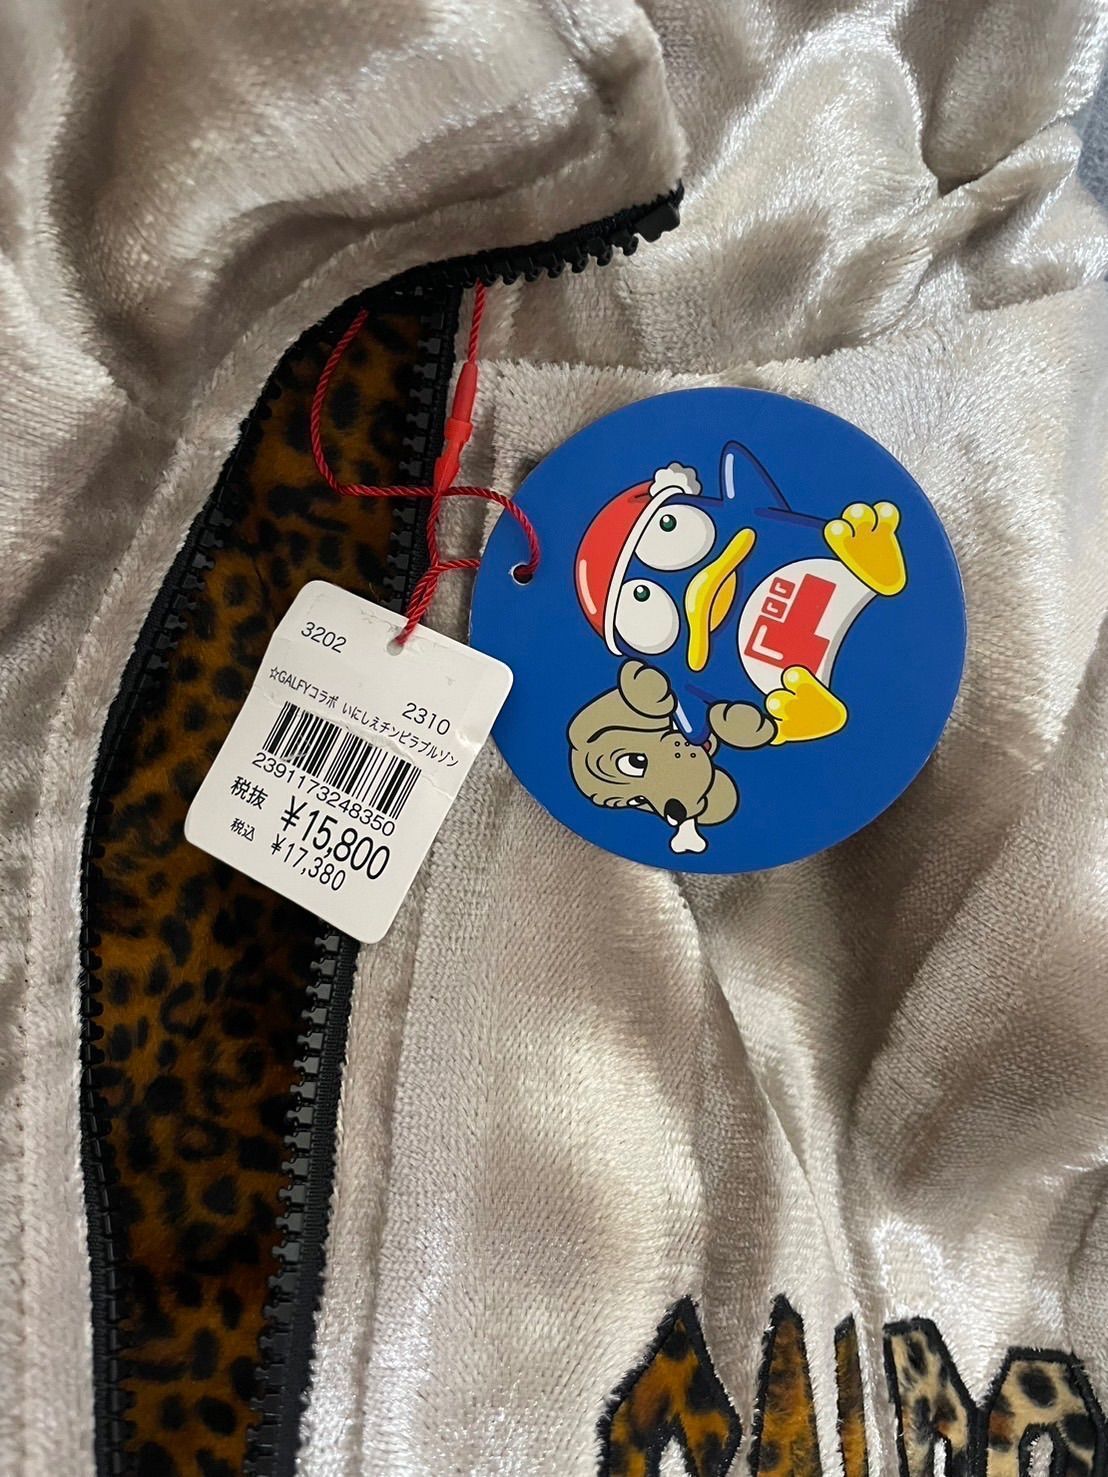 3202
2310
☆GALFYコラボ いにしえチンピラブルゾン
2391173248350
税抜 ¥15,800
税込 ¥17,380
ド